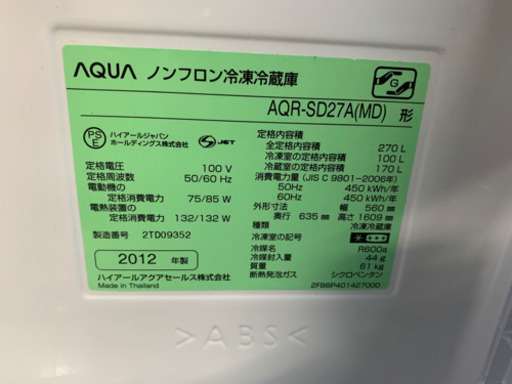 AQUA ノンフロン冷凍冷蔵庫
AQR-SD27A(MD) 形
G
PS
E
ハイアールジャパン
ホールディングス株式会社
S JET
定格電圧 100 V
定格周波数 50/60 Hz
電動機の
定格消費電力 75/85 W
電熱装置の
定格消費電力 132/132 W
製造番号 2TD09352
2012 年製
ハイアールアクアセールス株式会社
Made in Thailand
定格内容積
全定格内容積 270 L
冷凍室の定格内容積 100 L
冷蔵室の定格内容積 170 L
消費電力量 (JIS C 9801-2006年)
50Hz 450 kWh/年
60Hz 450 kWh/年
外形寸法 幅 560 mm
奥行 635 mm 高さ 1609 mm
種類 冷凍冷蔵庫
冷凍室の記号
冷媒名 R600a
冷媒封入量 44 g
質量 61 kg
断熱発泡ガス シクロペンタン
2F86P401427000
>ABS<